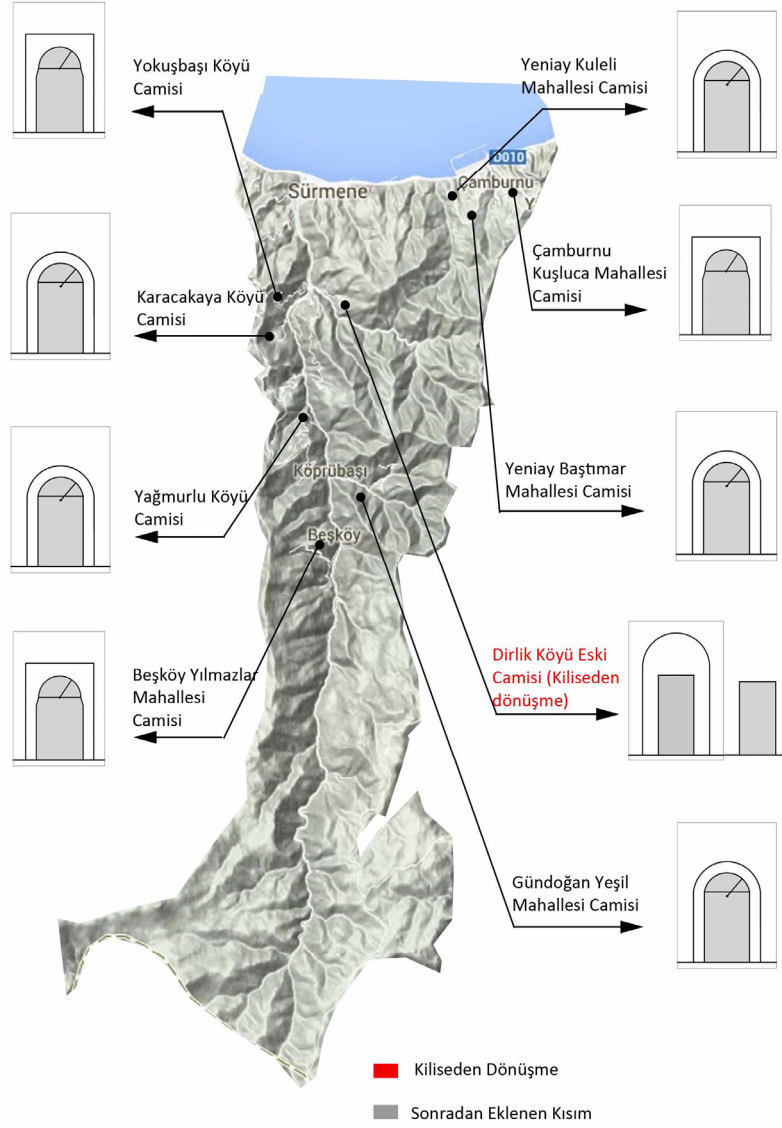 Yokuşbaşı Köyü
Camisi
Yeniay Kuleli
Mahallesi Camisi
D010
Sürmene
Çamburnu
Y
Çamburnu
Kuşluca Mahallesi
Camisi
Karacakaya Köyü
Camisi
Köprübaşı
Yeniay Baştımar
Mahallesi Camisi
Yağmurlu Köyü
Camisi
Beşköy
Dirlik Köyü Eski
Camisi (Kiliseden
dönüşme)
Beşköy Yılmazlar
Mahallesi
Camisi
Gündoğan Yeşil
Mahallesi Camisi
Kiliseden Dönüşme
Sonradan Eklenen Kısım